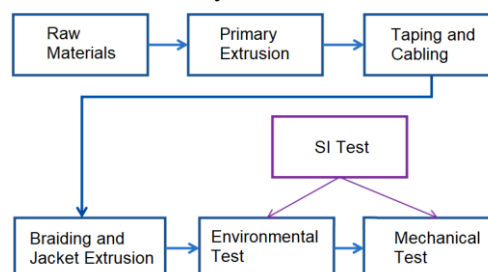 Raw
Materials
Primary
Extrusion
Taping and
Cabling
SI Test
Braiding and
Jacket Extrusion
Environmental
Test
Mechanical
Test